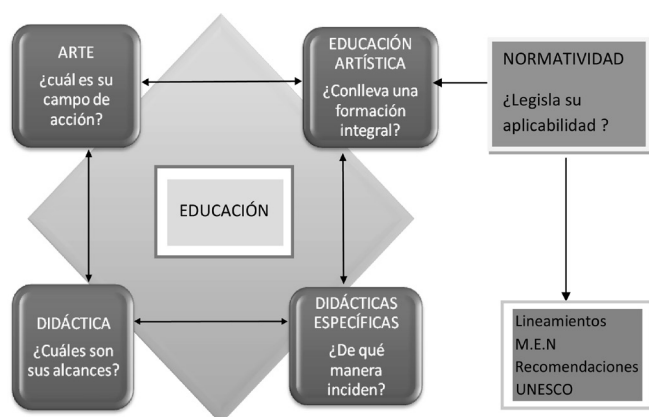 ARTE
¿cuál es su
campo de
acción?
EDUCACIÓN
ARTÍSTICA
¿Conlleva una
formación
integral?
NORMATIVIDAD
¿Legisla su
aplicabilidad ?
EDUCACIÓN
DIDÁCTICA
¿Cuáles son
sus alcances?
DIDÁCTICAS
ESPECÍFICAS
¿De qué
manera
inciden?
Lineamientos
M.E.N
Recomendaciones
UNESCO